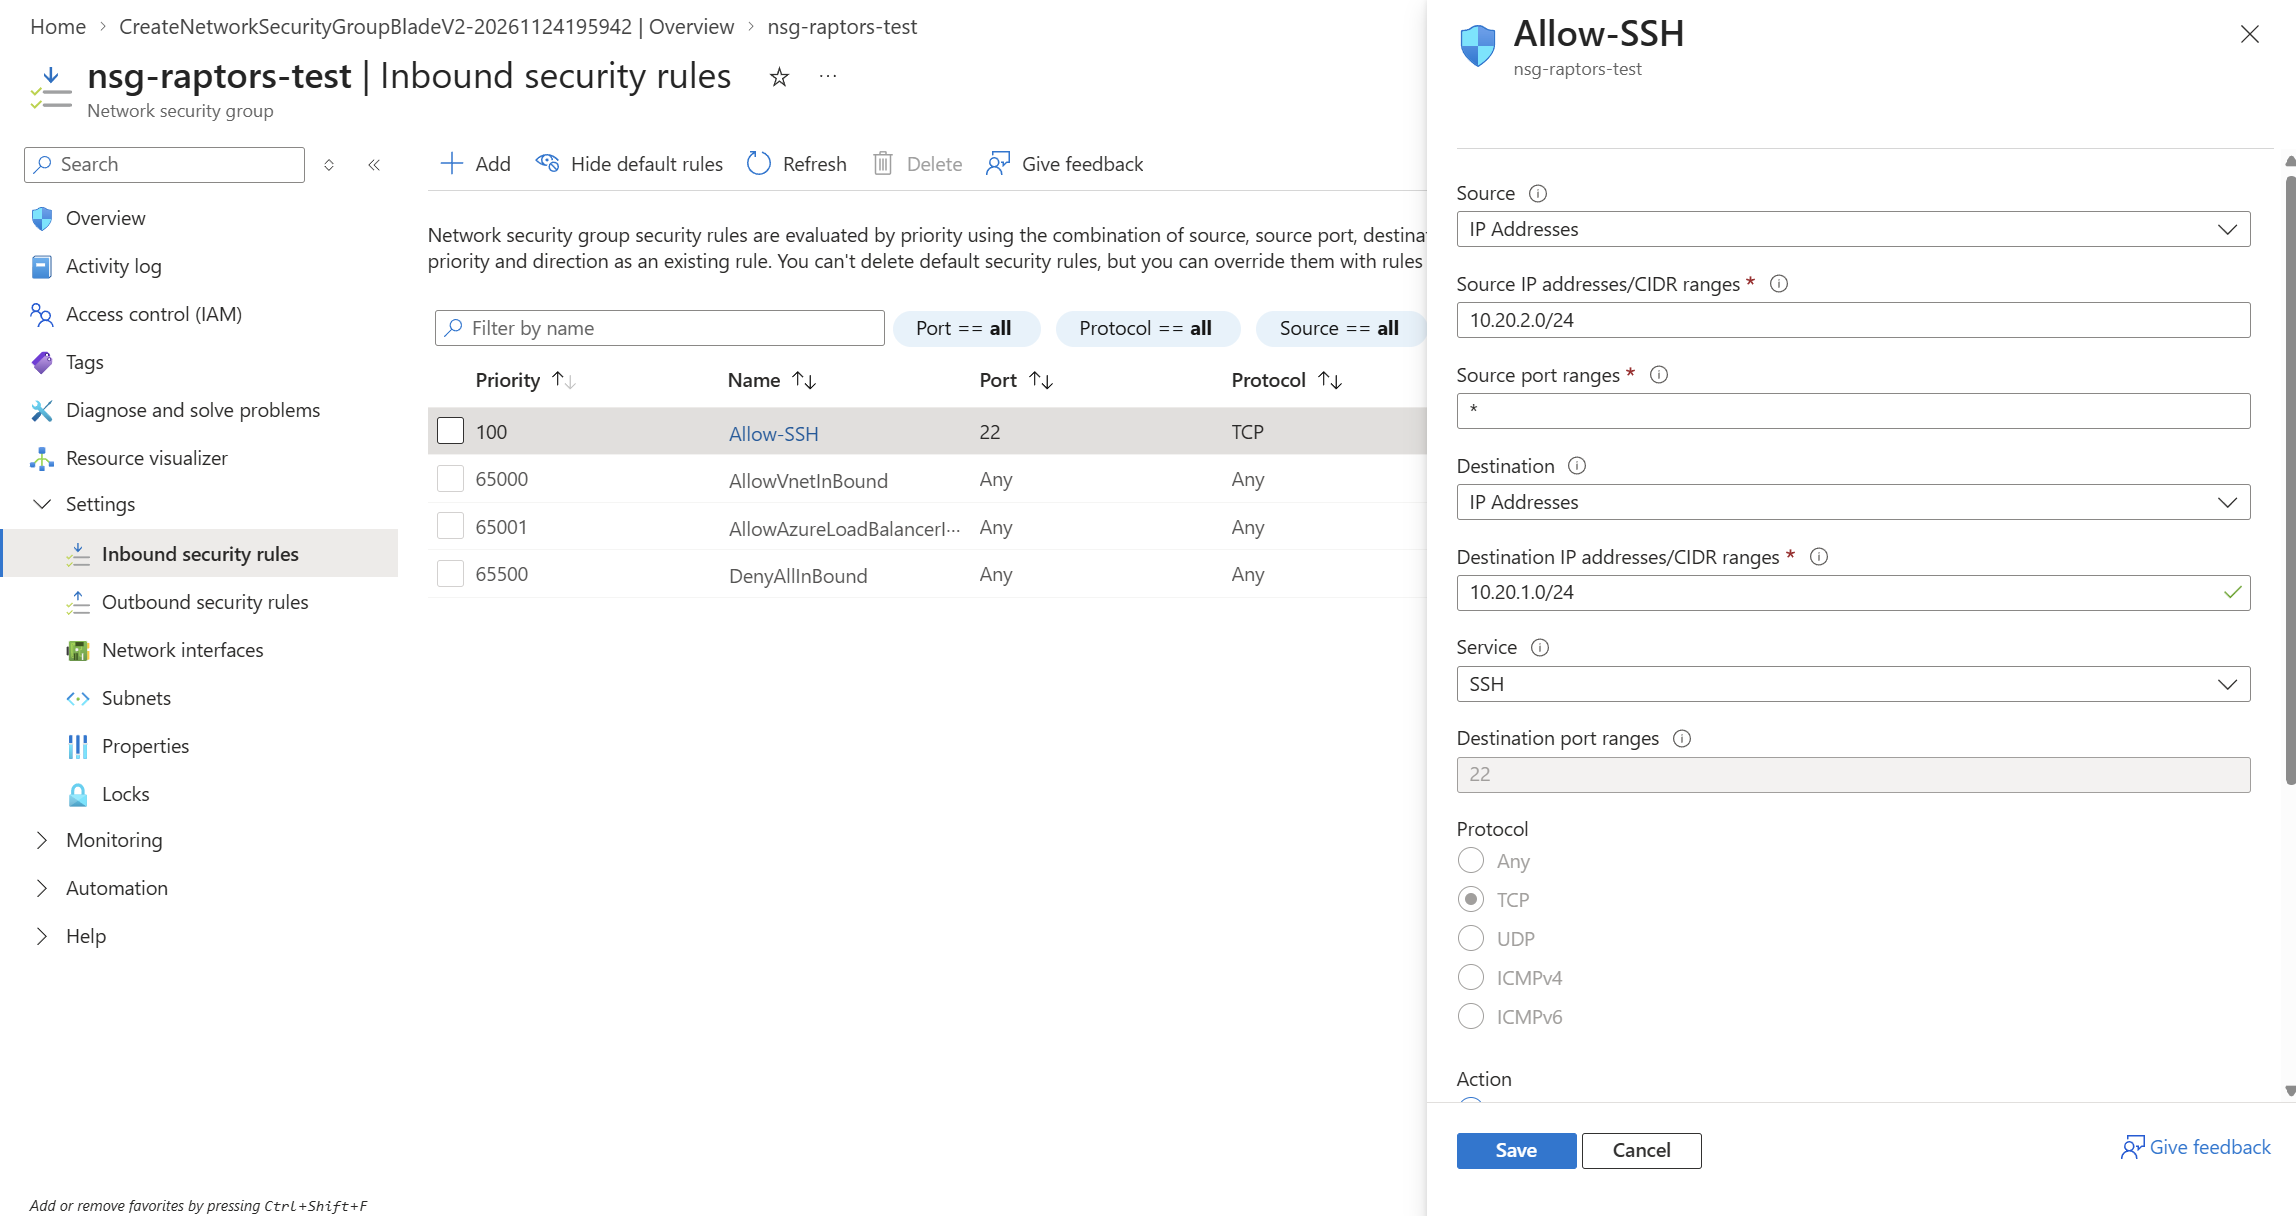 Home > CreateNetworkSecurityGroupBladeV2-20261124195942 | Overview > nsg-raptors-test
nsg-raptors-test | Inbound security rules
Network security group
Search
Overview
Activity log
Access control (IAM)
Tags
Diagnose and solve problems
Resource visualizer
Settings
Inbound security rules
Outbound security rules
Network interfaces
Subnets
Properties
Locks
Monitoring
Automation
Help
Add or remove favorites by pressing Ctrl+Shift+F
Add Hide default rules Refresh Delete Give feedback
Network security group security rules are evaluated by priority using the combination of source, source port, destina
priority and direction as an existing rule. You can't delete default security rules, but you can override them with rules
Filter by name Port == all Protocol == all Source == all
Priority Name Port Protocol
100 Allow-SSH 22 TCP
65000 AllowVnetInBound Any Any
65001 AllowAzureLoadBalancerI... Any Any
65500 DenyAllInBound Any Any
Allow-SSH
nsg-raptors-test
Source
IP Addresses
Source IP addresses/CIDR ranges *
10.20.2.0/24
Source port ranges *
*
Destination
IP Addresses
Destination IP addresses/CIDR ranges *
10.20.1.0/24
Service
SSH
Destination port ranges
22
Protocol
Any
TCP
UDP
ICMPv4
ICMPv6
Action
Save Cancel Give feedback